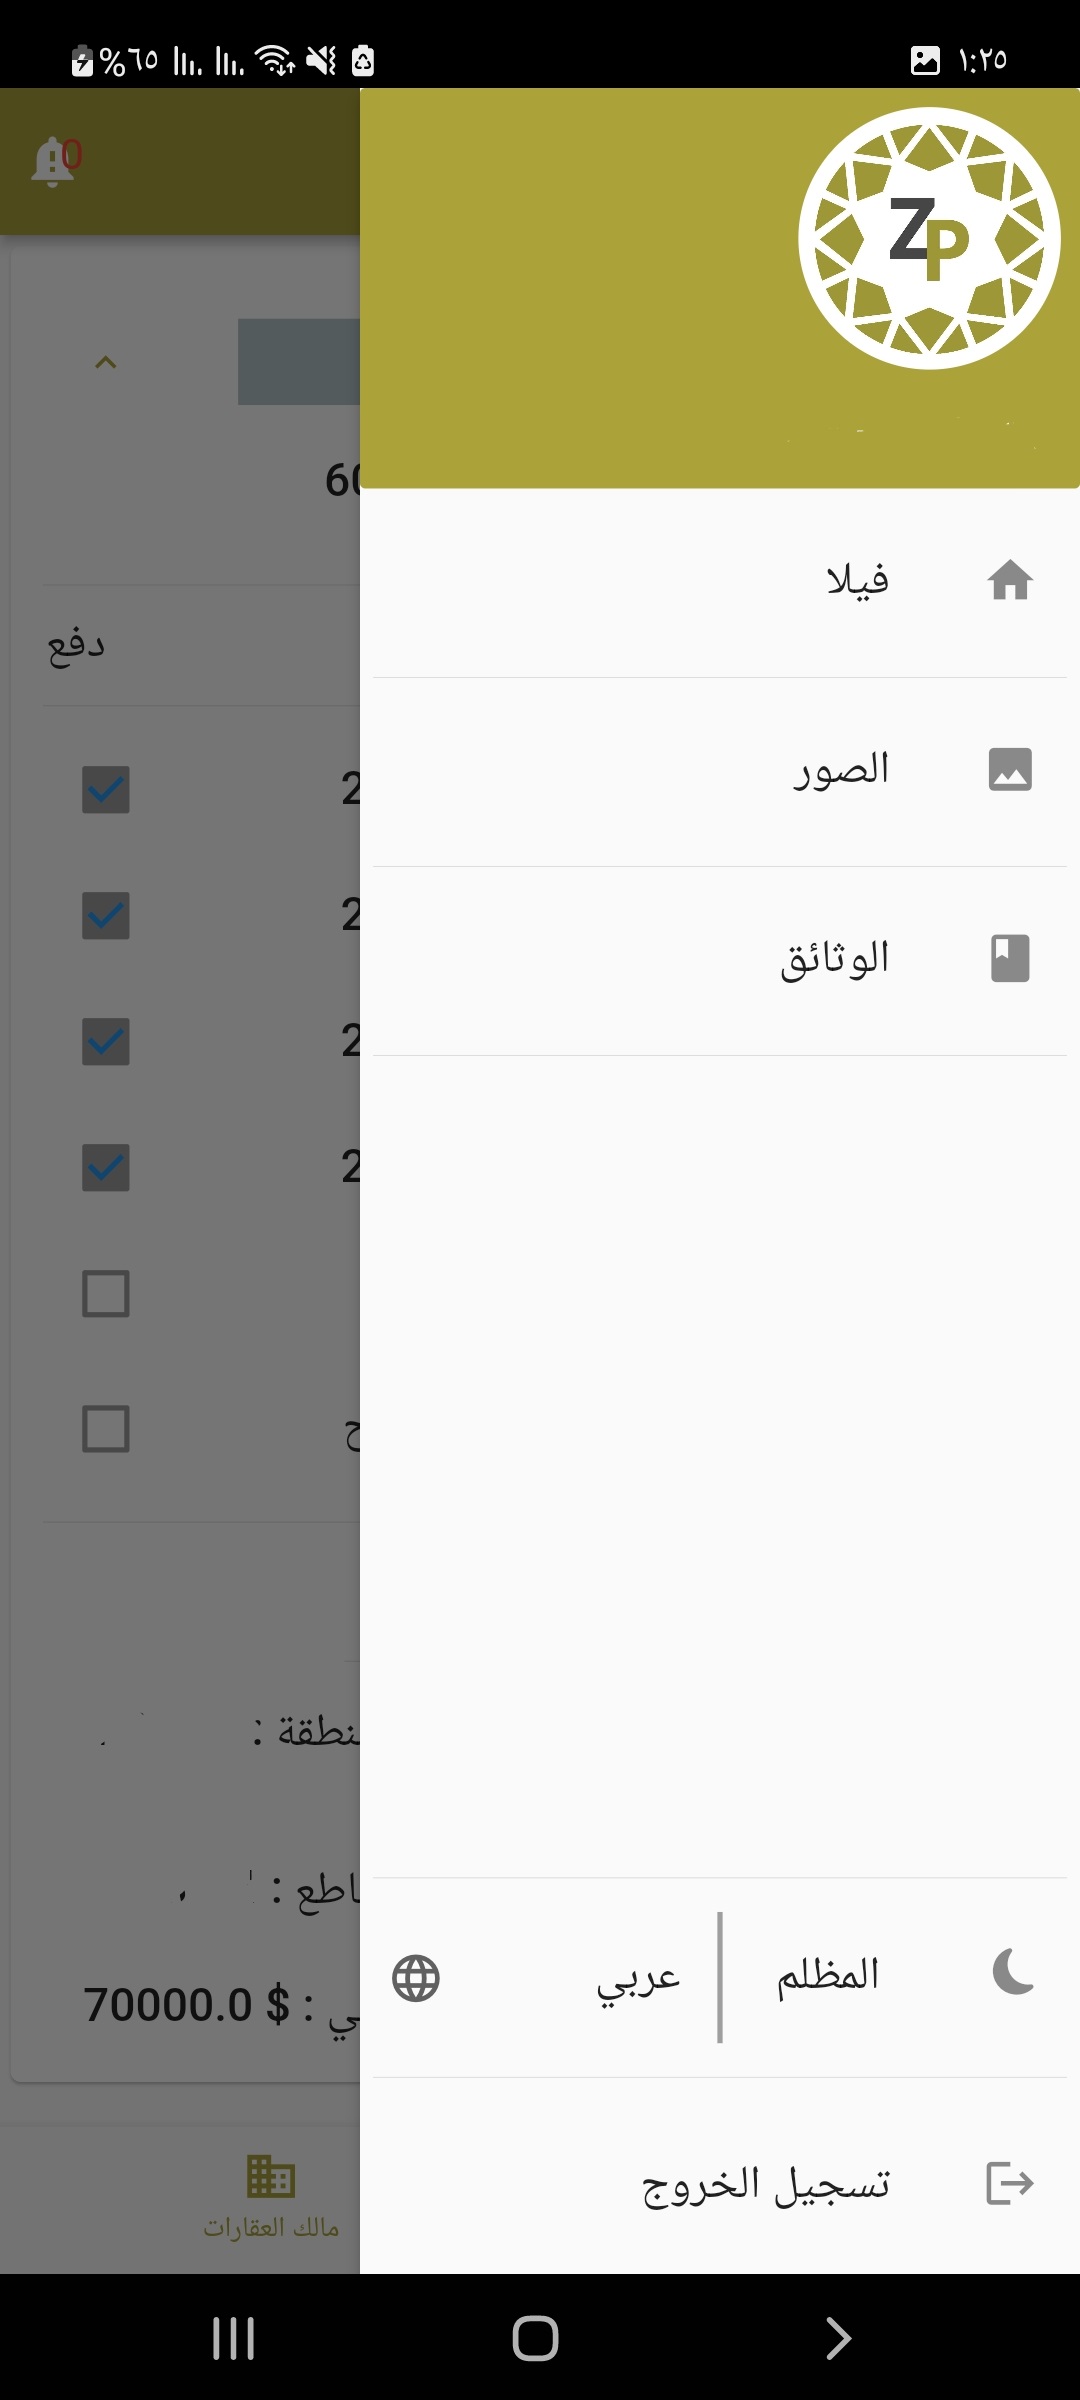 %٦٥ ١:٢٥
0
ZP
60
دفع
2
2
2
2
ح
نطقة :
اطع :
ي : $ 70000.0
مالك العقارات
فيلا
الصور
الوثائق
المظلم
عربي
تسجيل الخروج